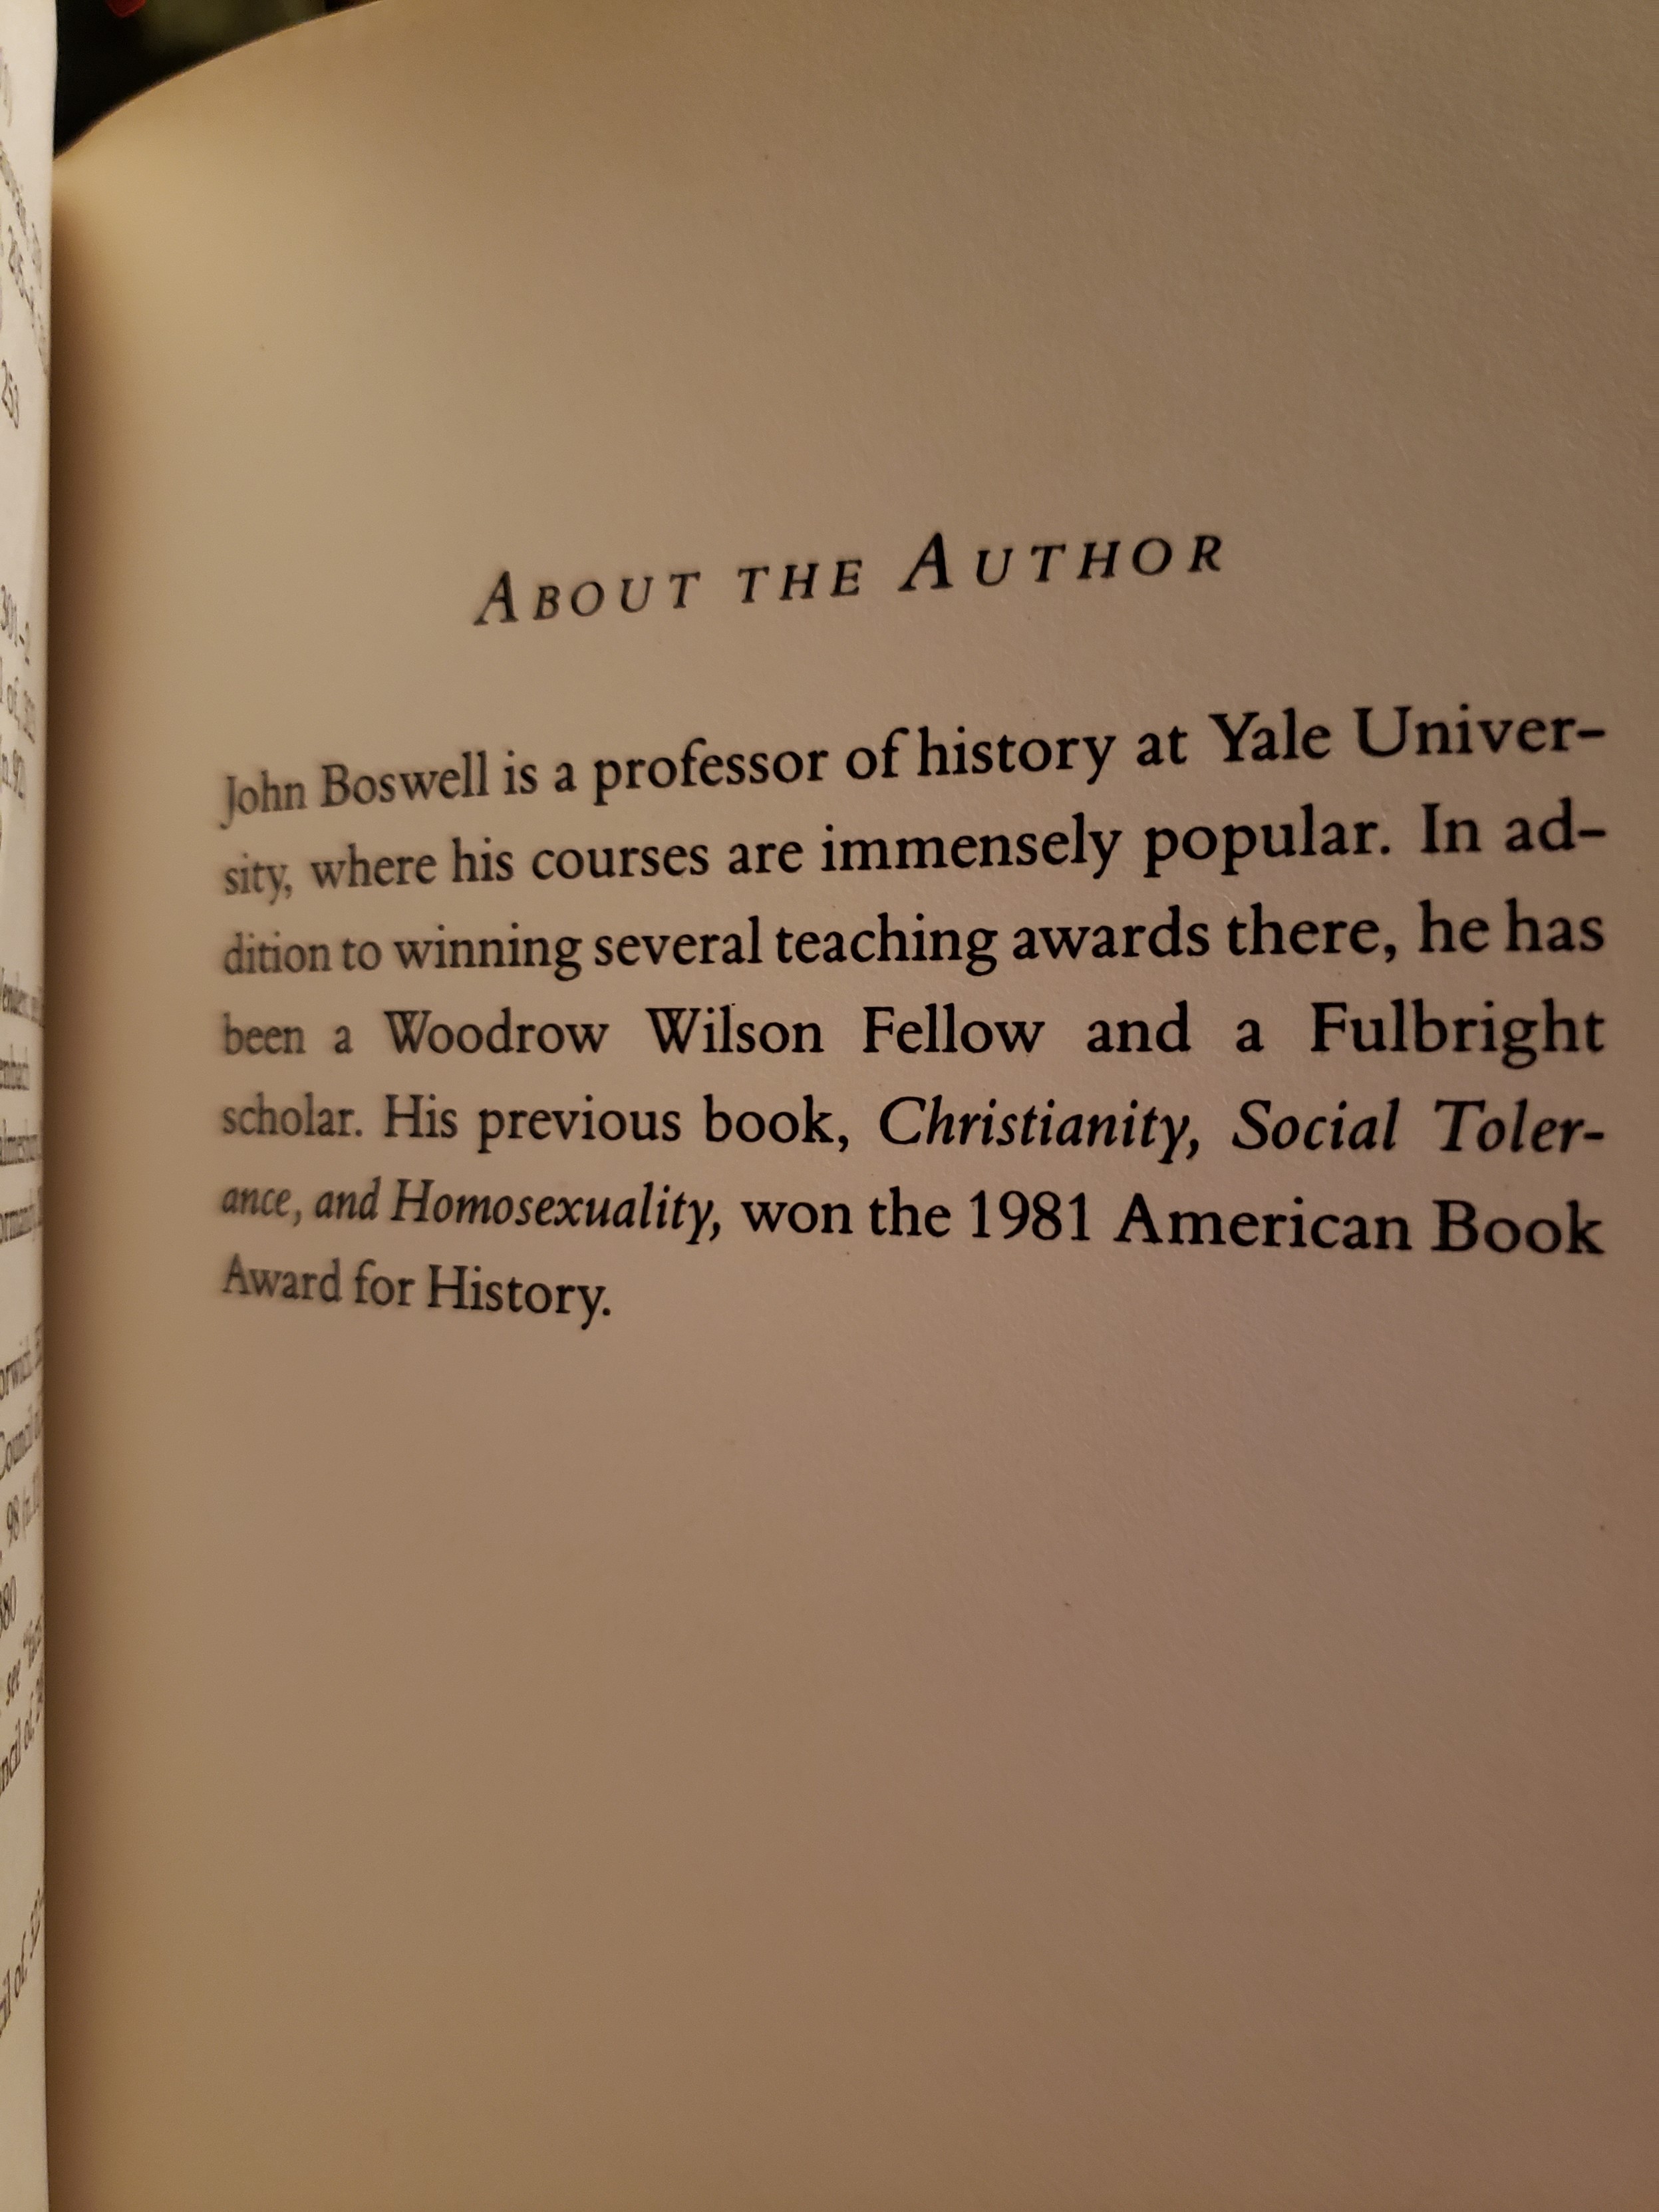 253
ABOUT THE AUTHOR
John Boswell is a professor of history at Yale Univer-
sity, where his courses are immensely popular. In ad-
dition to winning several teaching awards there, he has
been a Woodrow Wilson Fellow and a Fulbright
scholar. His previous book, Christianity, Social Toler-
ance, and Homosexuality, won the 1981 American Book
Award for History.